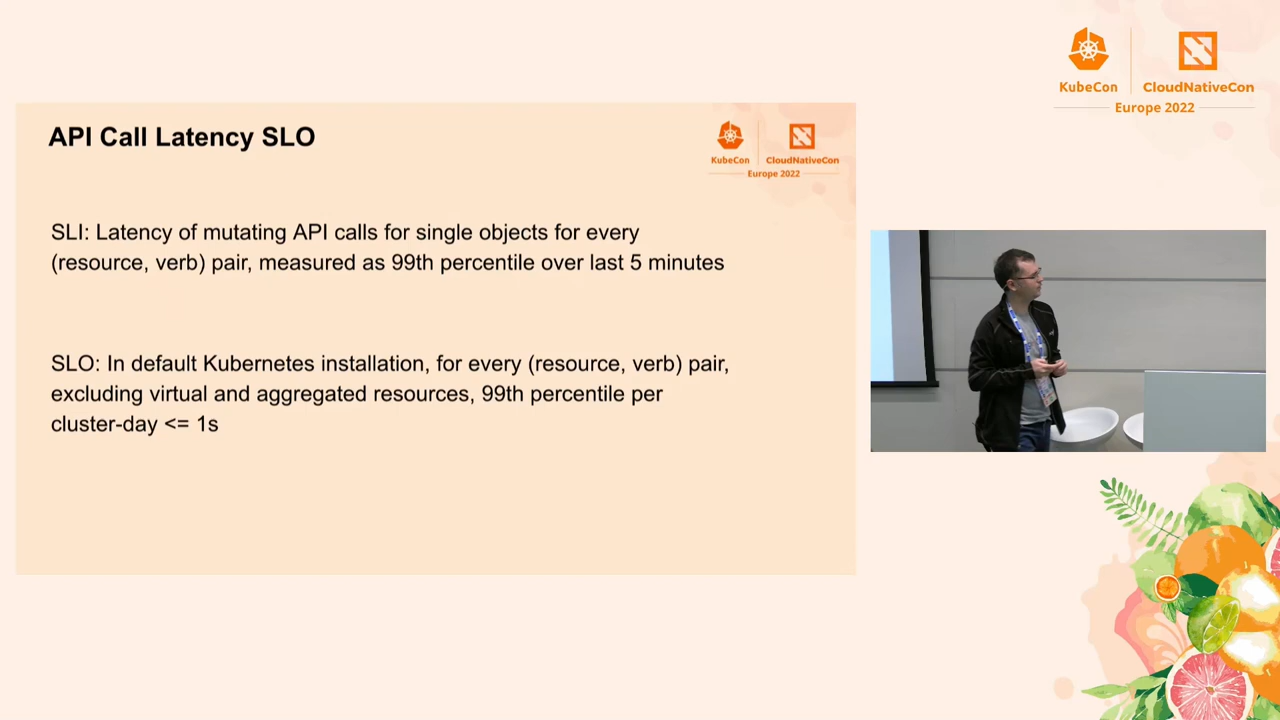 KubeCon
CloudNativeCon
Europe 2022
API Call Latency SLO
KubeCon
CloudNativeCon
Europe 2022
SLI: Latency of mutating API calls for single objects for every
(resource, verb) pair, measured as 99th percentile over last 5 minutes
SLO: In default Kubernetes installation, for every (resource, verb) pair,
excluding virtual and aggregated resources, 99th percentile per
cluster-day <= 1s